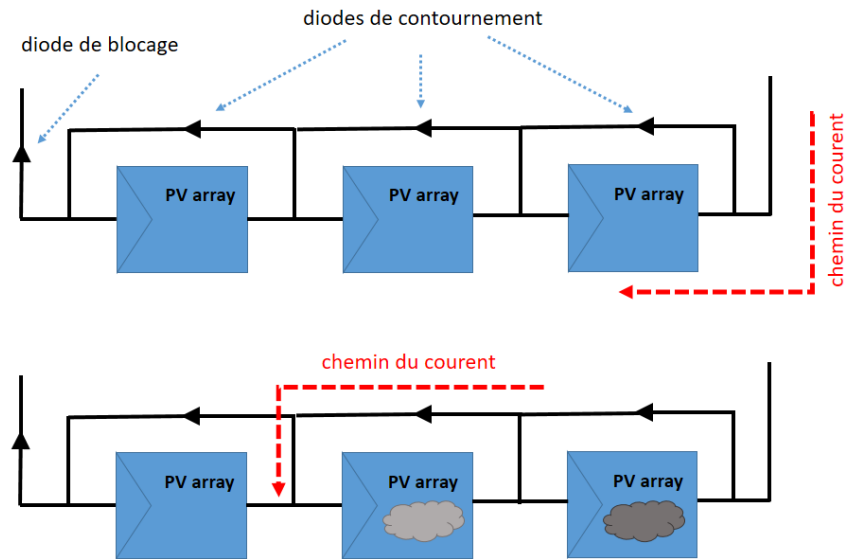 diodes de contournement
diode de blocage
PV array
PV array
PV array
chemin du courent
chemin du courent
PV array
PV array
PV array